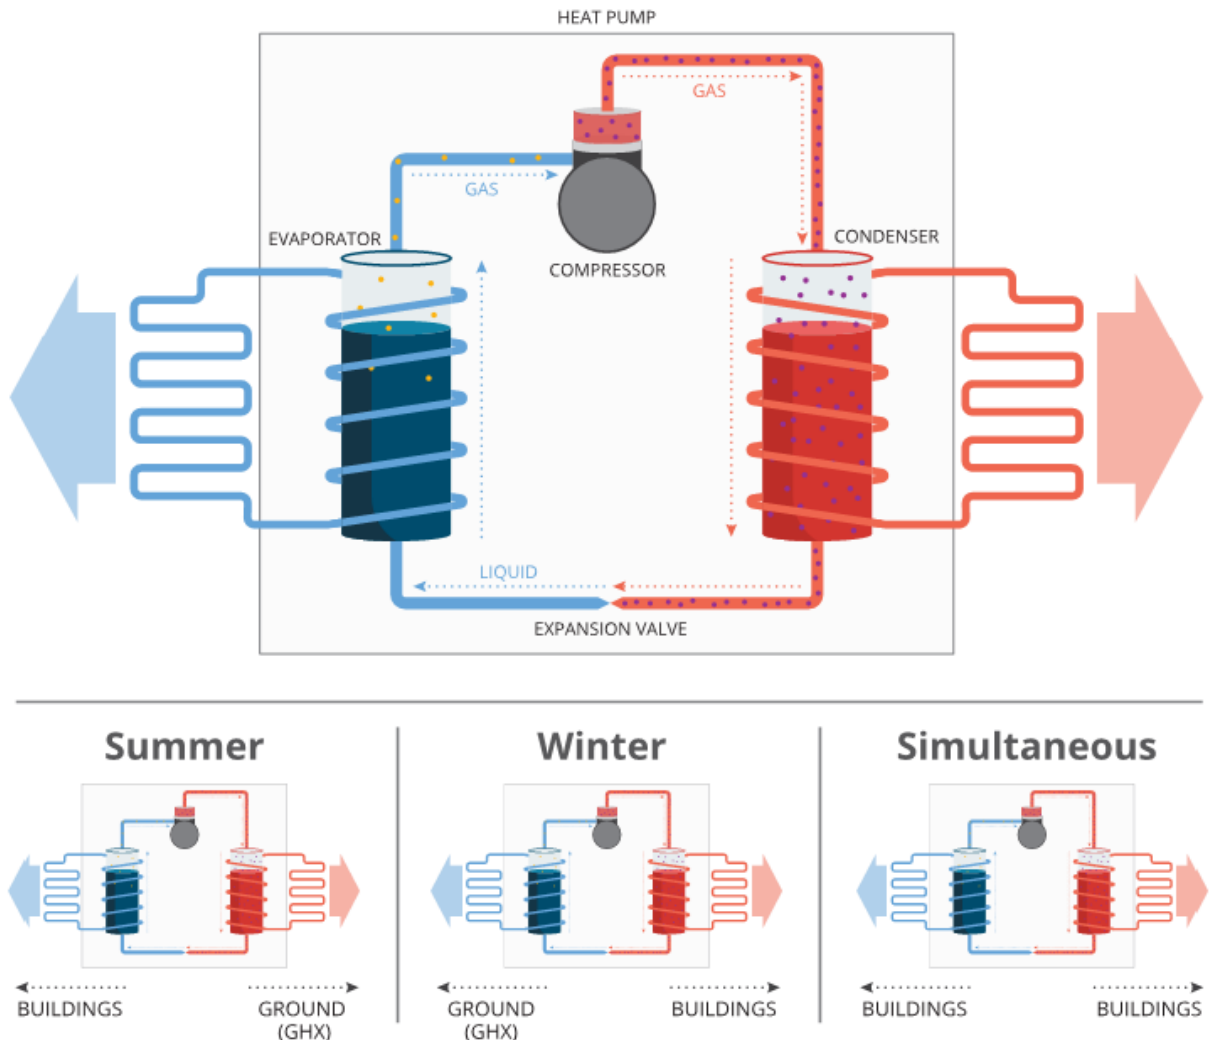 HEAT PUMP
GAS
GAS
EVAPORATOR
CONDENSER
COMPRESSOR
LIQUID
EXPANSION VALVE
Summer
Winter
Simultaneous
BUILDINGS
GROUND
(GHX)
GROUND
(GHX)
BUILDINGS
BUILDINGS
BUILDINGS